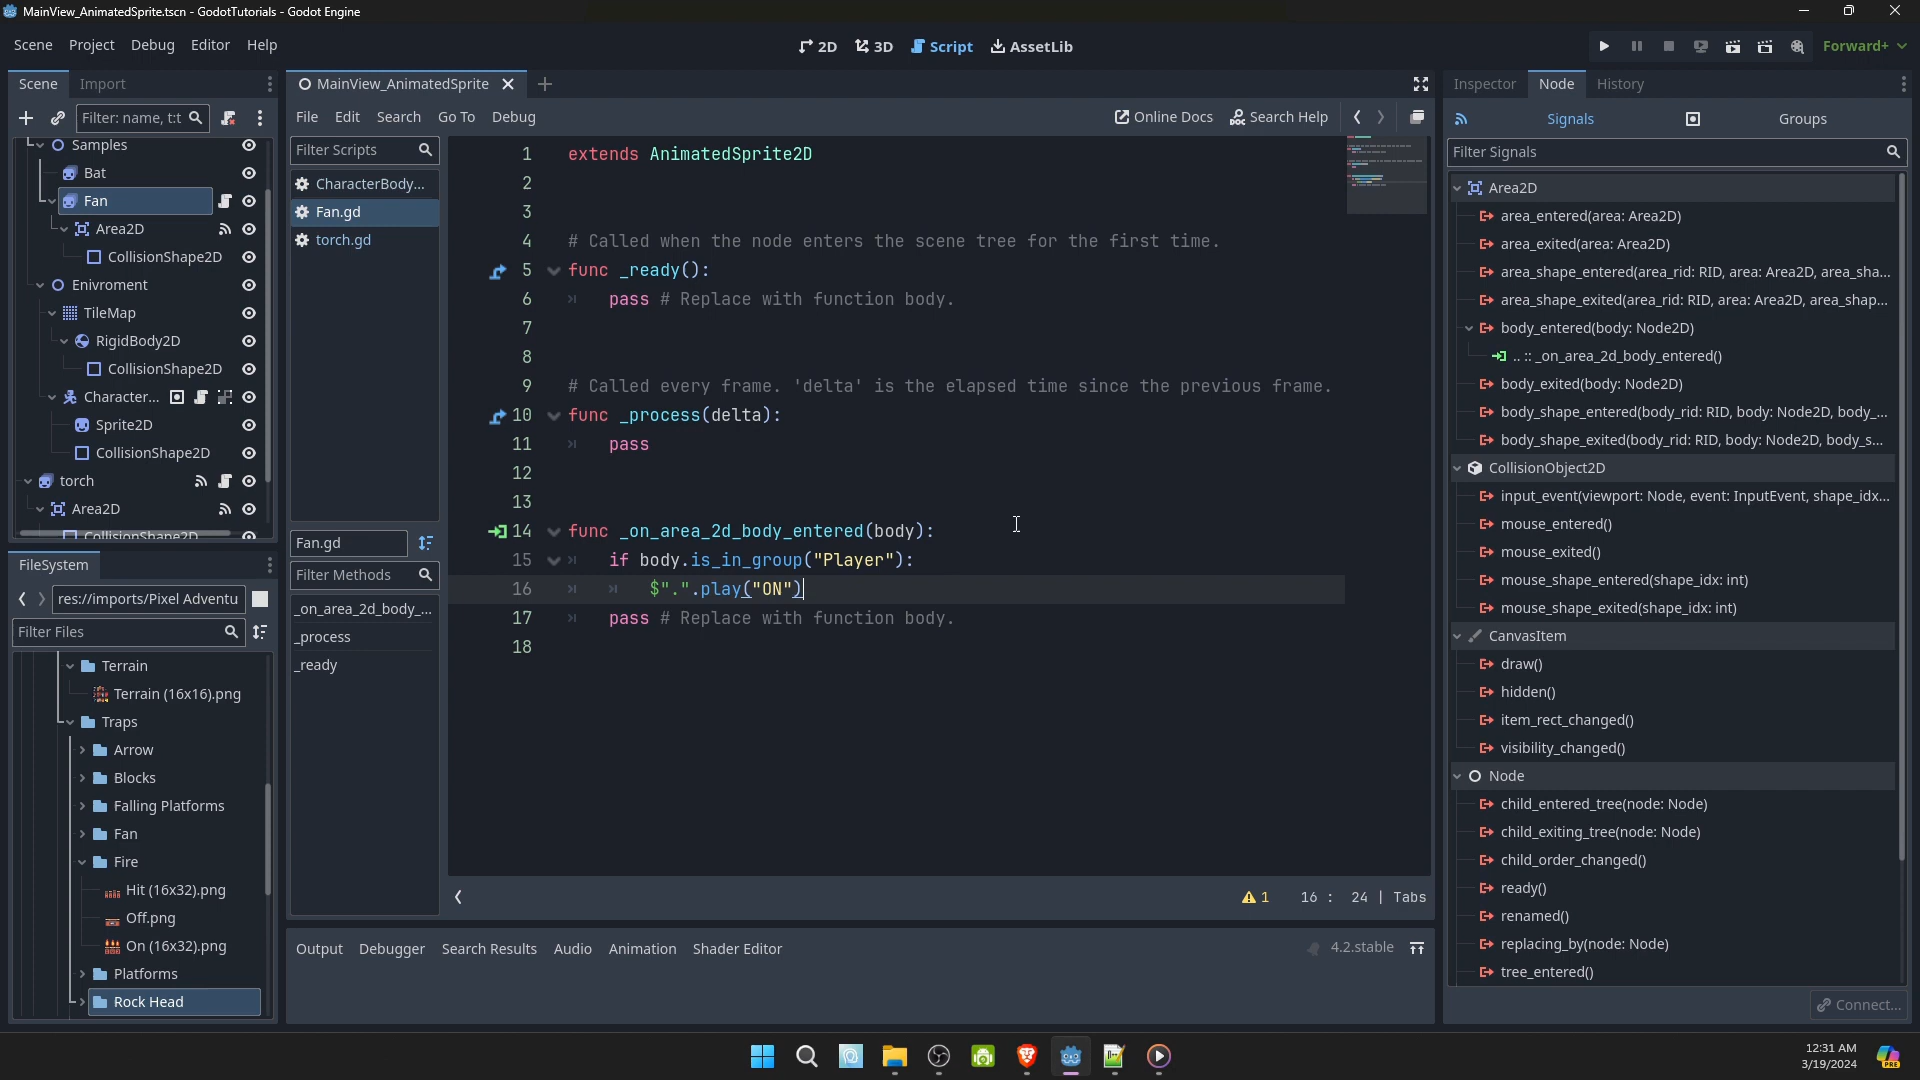 MainView_AnimatedSprite.tscn - GodotTutorials - Godot Engine
Scene Project Debug Editor Help
2D 3D Script AssetLib
Forward+
Scene Import
Filter: name, t:t
Samples
Bat
Fan
Area2D
CollisionShape2D
Enivroment
TileMap
RigidBody2D
CollisionShape2D
Character...
Sprite2D
CollisionShape2D
torch
Area2D
CollisionShape2D
FileSystem
res://imports/Pixel Adventu
Filter Files
Terrain
Terrain (16x16).png
Traps
Arrow
Blocks
Falling Platforms
Fan
Fire
Hit (16x32).png
Off.png
On (16x32).png
Platforms
Rock Head
MainView_AnimatedSprite
File Edit Search Go To Debug
Online Docs Search Help
Filter Scripts
CharacterBody...
Fan.gd
torch.gd
Fan.gd
Filter Methods
_on_area_2d_body_...
_process
_ready
1 extends AnimatedSprite2D
2
3
4 # Called when the node enters the scene tree for the first time.
5 func _ready():
6 pass # Replace with function body.
7
8
9 # Called every frame. 'delta' is the elapsed time since the previous frame.
10 func _process(delta):
11 pass
12
13
14 func _on_area_2d_body_entered(body):
15 if body.is_in_group("Player"):
16 $".".play("ON")
17 pass # Replace with function body.
18
1 16 : 24 | Tabs
Output Debugger Search Results Audio Animation Shader Editor
4.2.stable
Inspector Node History
Signals Groups
Filter Signals
Area2D
area_entered(area: Area2D)
area_exited(area: Area2D)
area_shape_entered(area_rid: RID, area: Area2D, area_sha...
area_shape_exited(area_rid: RID, area: Area2D, area_shap...
body_entered(body: Node2D)
.. :: _on_area_2d_body_entered()
body_exited(body: Node2D)
body_shape_entered(body_rid: RID, body: Node2D, body_...
body_shape_exited(body_rid: RID, body: Node2D, body_s...
CollisionObject2D
input_event(viewport: Node, event: InputEvent, shape_idx...
mouse_entered()
mouse_exited()
mouse_shape_entered(shape_idx: int)
mouse_shape_exited(shape_idx: int)
CanvasItem
draw()
hidden()
item_rect_changed()
visibility_changed()
Node
child_entered_tree(node: Node)
child_exiting_tree(node: Node)
child_order_changed()
ready()
renamed()
replacing_by(node: Node)
tree_entered()
Connect...
12:31 AM
3/19/2024
PRE